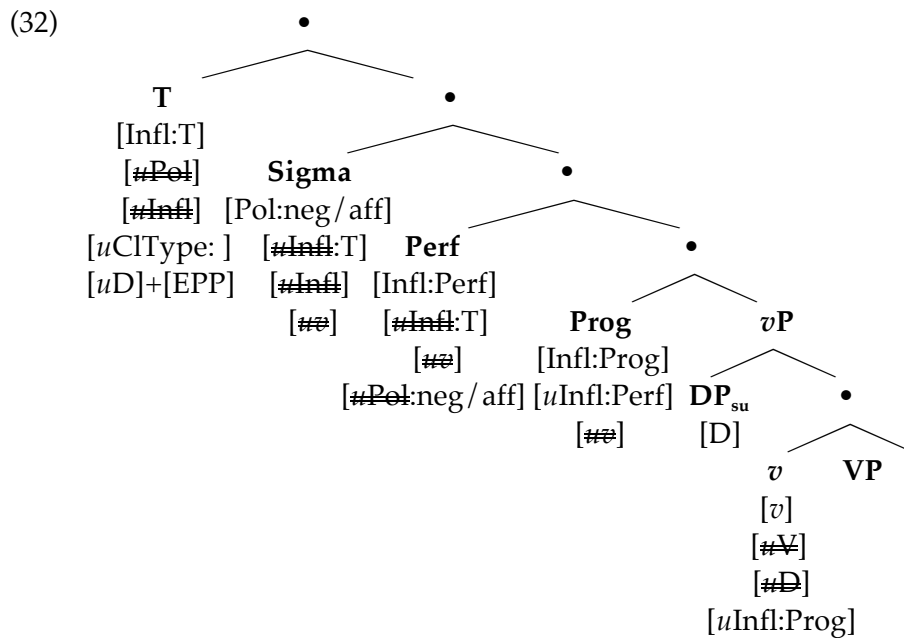 (32)
•
T •
[Infl:T]
[uPol] Sigma •
[uInfl] [Pol:neg/aff]
[uClType: ] [uInfl:T] Perf •
[uD]+[EPP] [uInfl] [Infl:Perf]
[uv] [uInfl:T] Prog vP
[uv] [Infl:Prog]
[uPol:neg/aff] [uInfl:Perf] DPsu •
[uv] [D]
v VP
[v]
[uV]
[uD]
[uInfl:Prog]